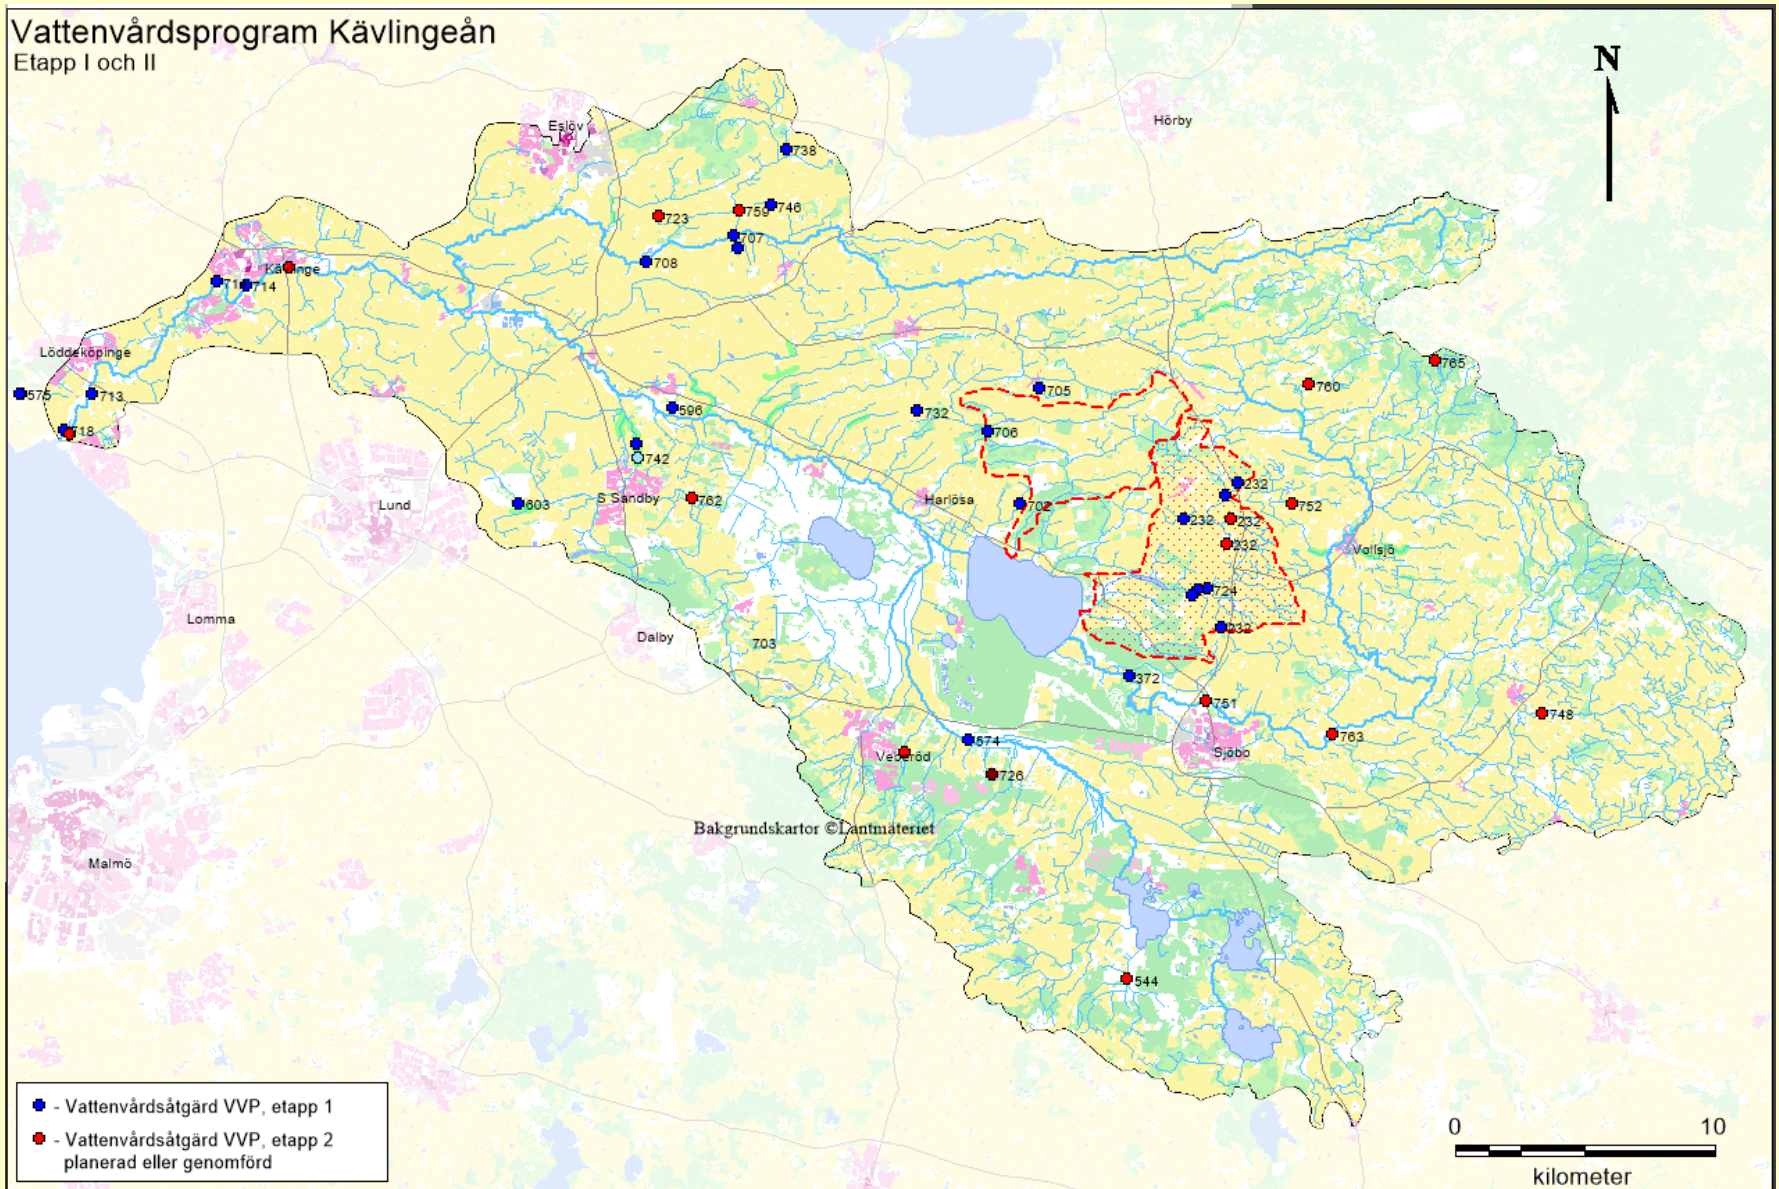 Vattenvårdsprogram Kävlingeån
Etapp I och II
N
Hörby
Eslöv
738
746
759
723
707
708
Kävlinge
714
Löddeköpinge
575
713
718
596
742
S Sandby
762
603
Lund
732
705
706
Harlösa
702
760
765
232
752
232
232
232
Vollsjö
724
232
Lomma
Dalby
703
372
751
748
763
Sjöbo
574
Veberöd
726
Bakgrundskartor ©Lantmäteriet
Malmö
544
- Vattenvårdsåtgärd VVP, etapp 1
- Vattenvårdsåtgärd VVP, etapp 2
planerad eller genomförd
0 10
kilometer